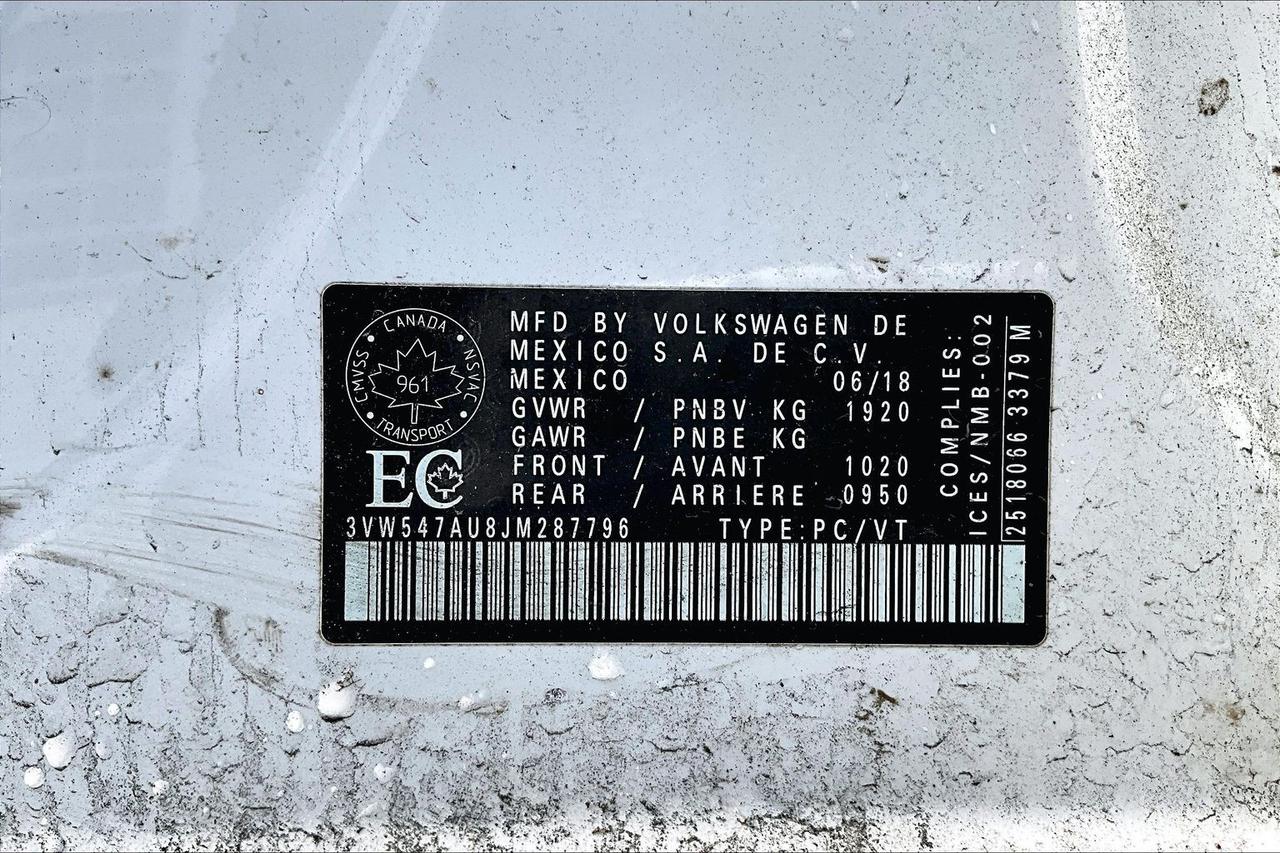 CANADA
CMVSS
NSVAC
961
TRANSPORT
EC
MFD BY VOLKSWAGEN DE
MEXICO S.A. DE C.V.
MEXICO 06/18
GVWR / PNBV KG 1920
GAWR / PNBE KG
FRONT / AVANT 1020
REAR / ARRIERE 0950
3VW547AU8JM287796 TYPE:PC/VT
COMPLIES:
ICES/NMB-002
2518066 3379 M